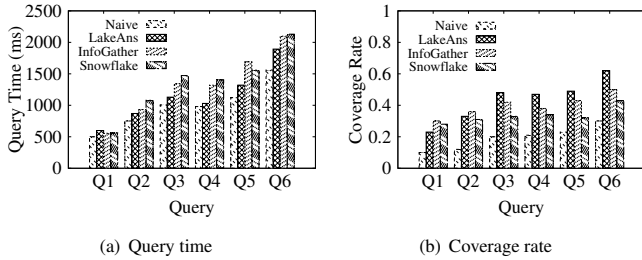 Query Time (ms)
2500
2000
1500
1000
500
0
Naive
LakeAns
InfoGather
Snowflake
Q1 Q2 Q3 Q4 Q5 Q6
Query
(a) Query time
Coverage Rate
1
0.8
0.6
0.4
0.2
0
Naive
LakeAns
InfoGather
Snowflake
Q1 Q2 Q3 Q4 Q5 Q6
Query
(b) Coverage rate